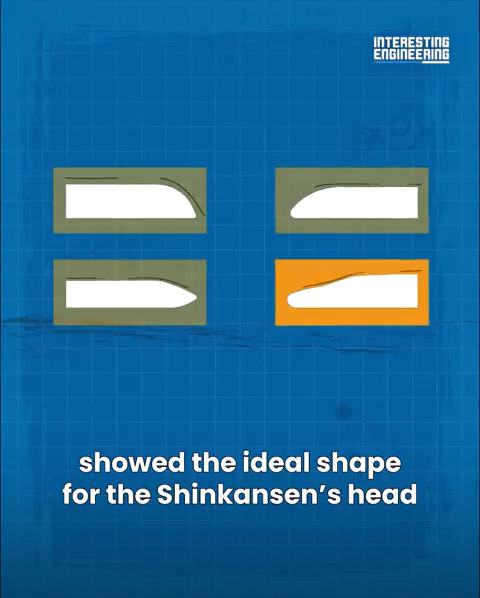 INTERESTING
ENGINEERING
showed the ideal shape
for the Shinkansen’s head